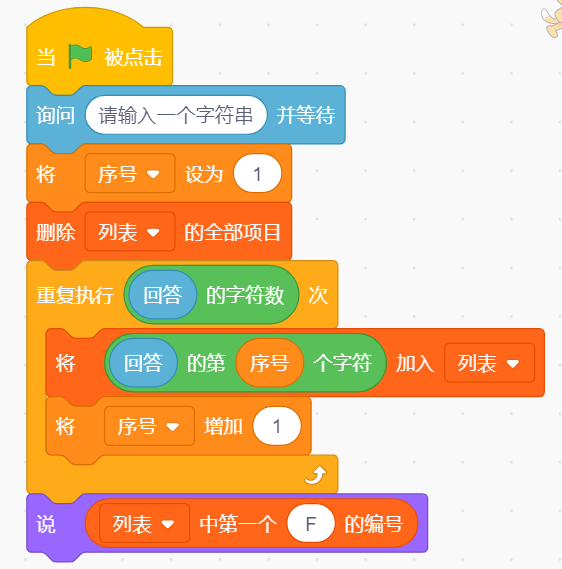 当 被点击
询问 请输入一个字符串 并等待
将 序号 设为 1
删除 列表 的全部项目
重复执行 回答 的字符数 次
将 回答 的第 序号 个字符 加入 列表
将 序号 增加 1
说 列表 中第一个 F 的编号